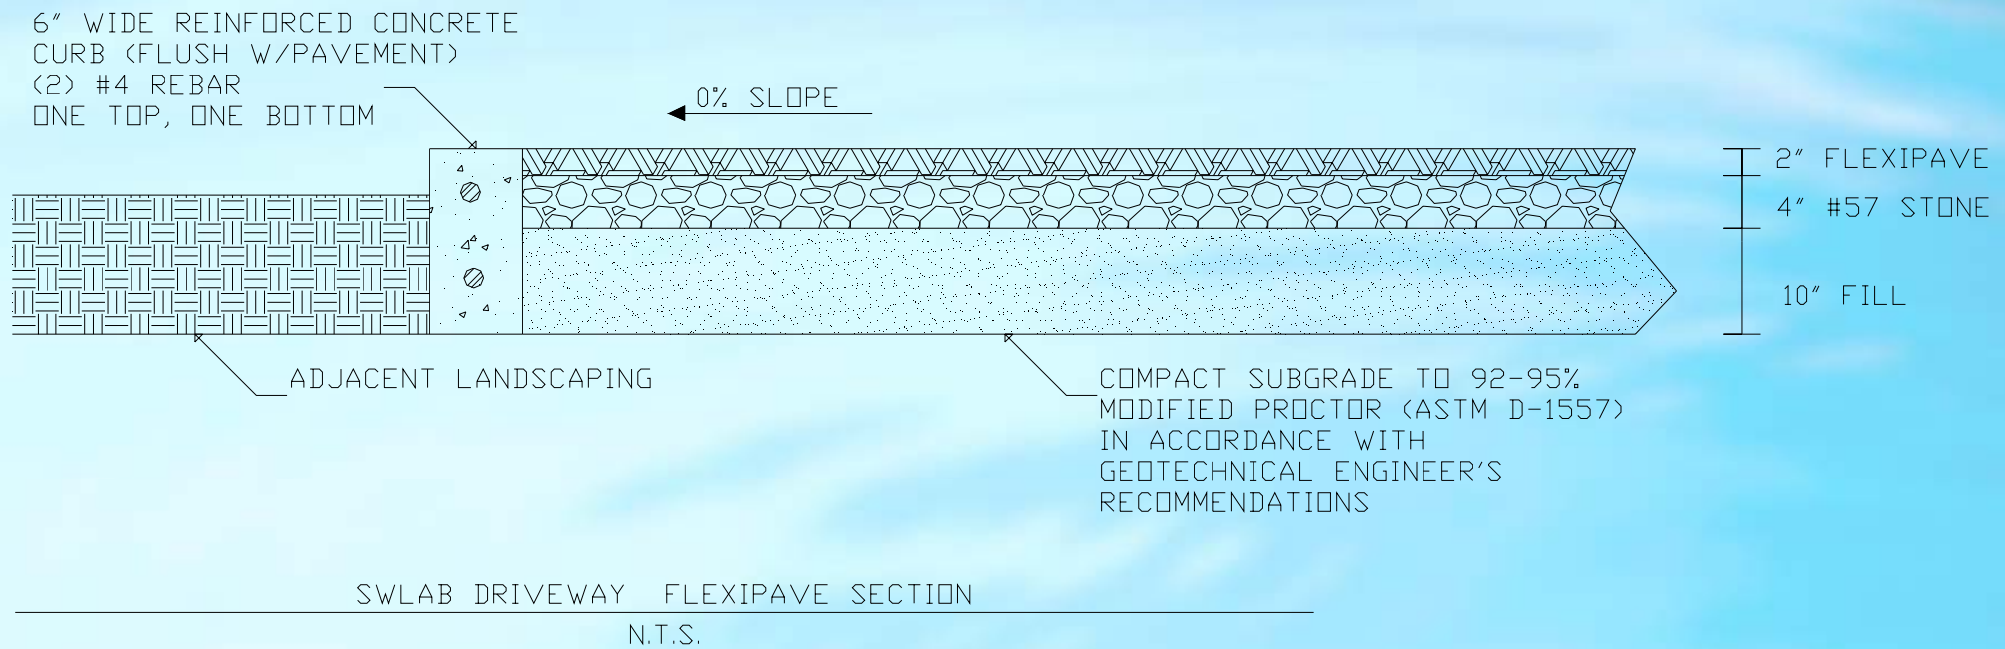 6" WIDE REINFORCED CONCRETE
CURB (FLUSH W/PAVEMENT)
(2) #4 REBAR
ONE TOP, ONE BOTTOM
0% SLOPE
2" FLEXIPAVE
4" #57 STONE
10" FILL
ADJACENT LANDSCAPING
COMPACT SUBGRADE TO 92-95%
MODIFIED PROCTOR (ASTM D-1557)
IN ACCORDANCE WITH
GEOTECHNICAL ENGINEER'S
RECOMMENDATIONS
SWLAB DRIVEWAY FLEXIPAVE SECTION
N.T.S.